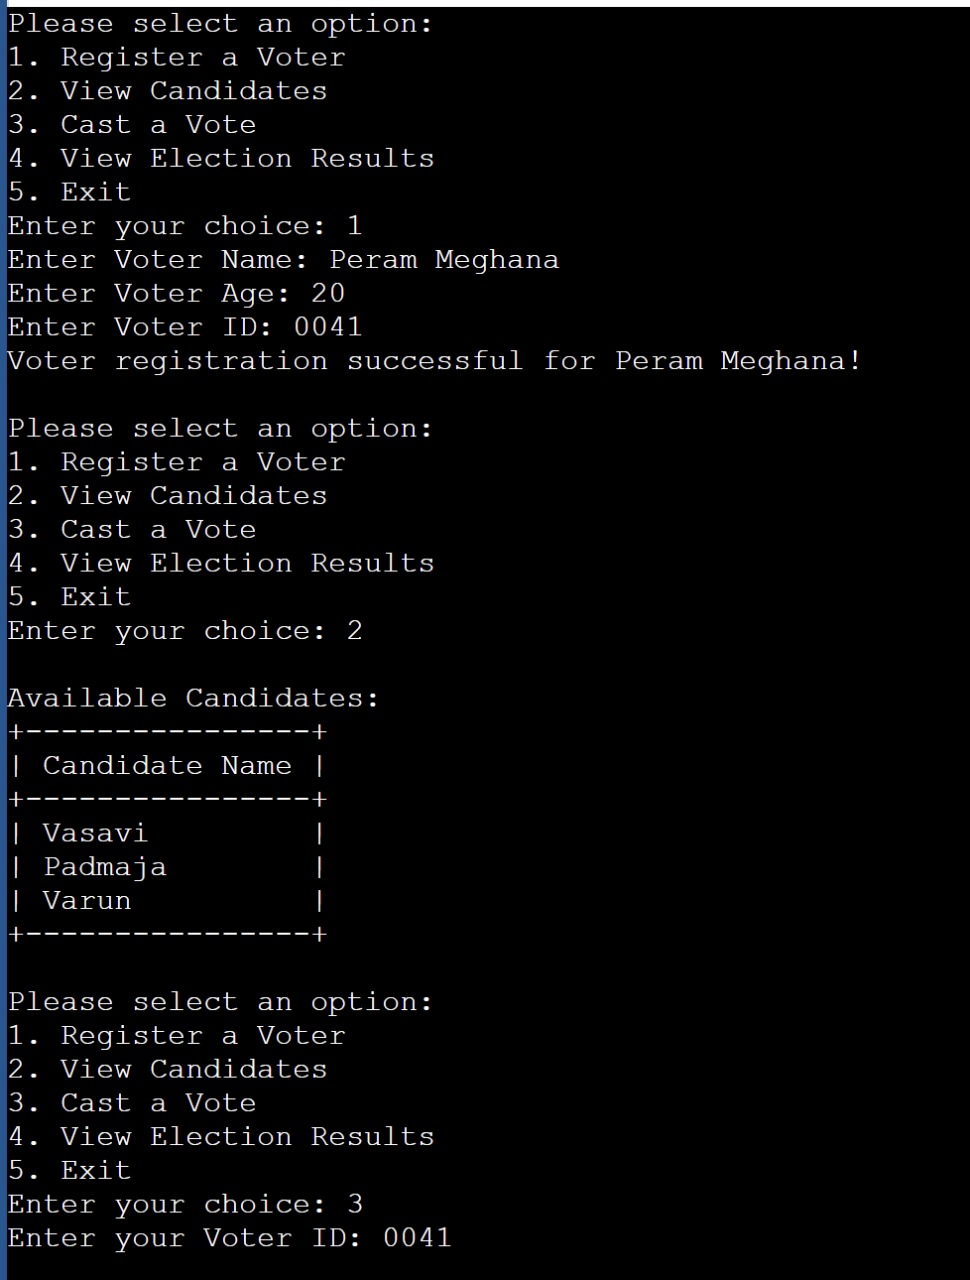 Please select an option:
1. Register a Voter
2. View Candidates
3. Cast a Vote
4. View Election Results
5. Exit
Enter your choice: 1
Enter Voter Name: Peram Meghana
Enter Voter Age: 20
Enter Voter ID: 0041
Voter registration successful for Peram Meghana!

Please select an option:
1. Register a Voter
2. View Candidates
3. Cast a Vote
4. View Election Results
5. Exit
Enter your choice: 2

Available Candidates:
+----------------+
| Candidate Name |
+----------------+
| Vasavi         |
| Padmaja        |
| Varun          |
+----------------+

Please select an option:
1. Register a Voter
2. View Candidates
3. Cast a Vote
4. View Election Results
5. Exit
Enter your choice: 3
Enter your Voter ID: 0041